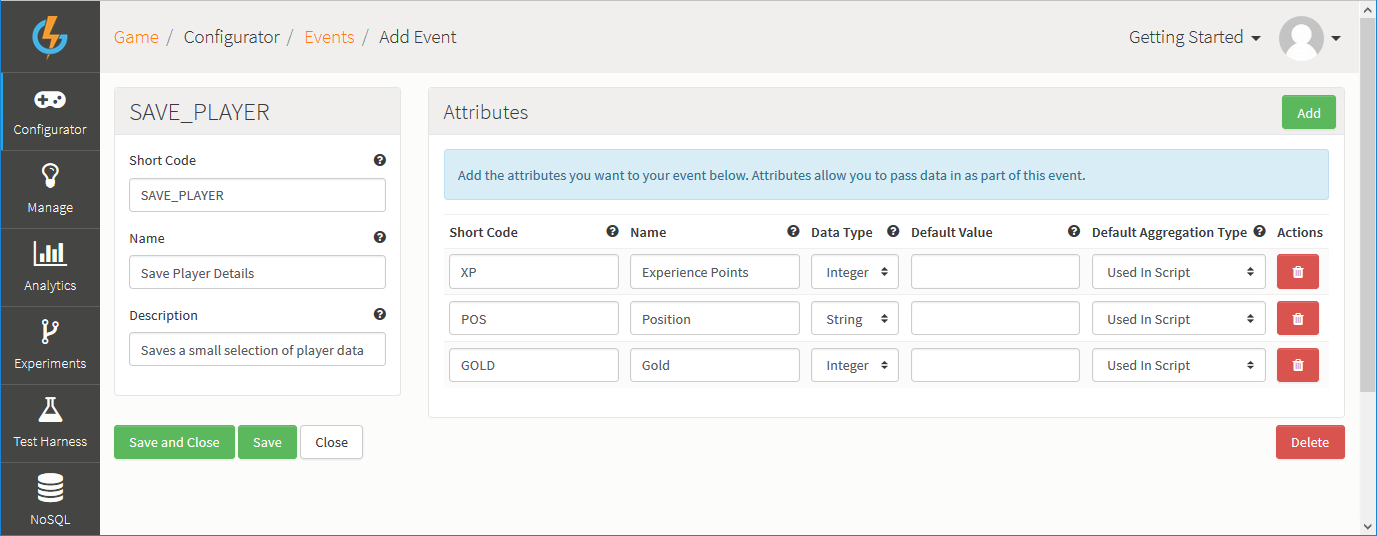 Game / Configurator / Events / Add Event
Getting Started
Configurator
Manage
Analytics
Experiments
Test Harness
NoSQL
SAVE_PLAYER
Short Code
SAVE_PLAYER
Name
Save Player Details
Description
Saves a small selection of player data
Attributes
Add
Add the attributes you want to your event below. Attributes allow you to pass data in as part of this event.
Short Code Name Data Type Default Value Default Aggregation Type Actions
XP Experience Points Integer Used In Script
POS Position String Used In Script
GOLD Gold Integer Used In Script
Save and Close Save Close Delete